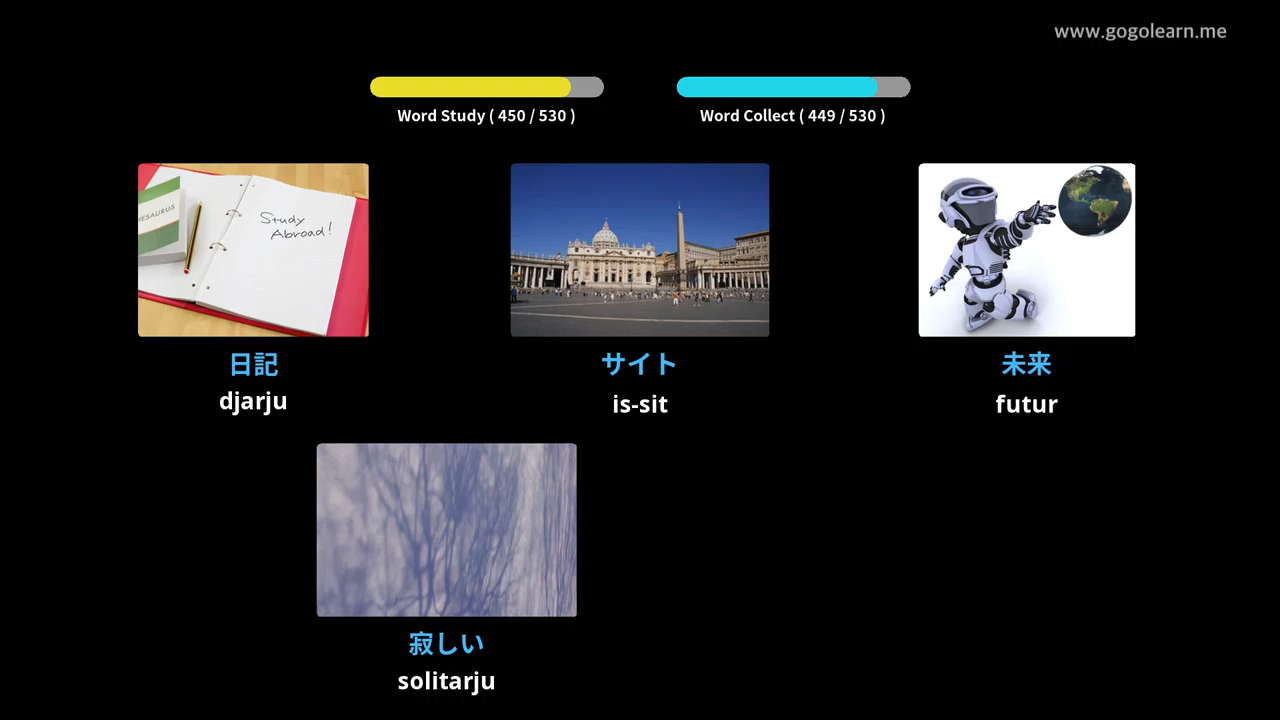 www.gogolearn.me
Word Study ( 450 / 530 )
Word Collect ( 449 / 530 )
HESAURUS
Study
Abroad!
日記
djarju
サイト
is-sit
未来
futur
寂しい
solitarju